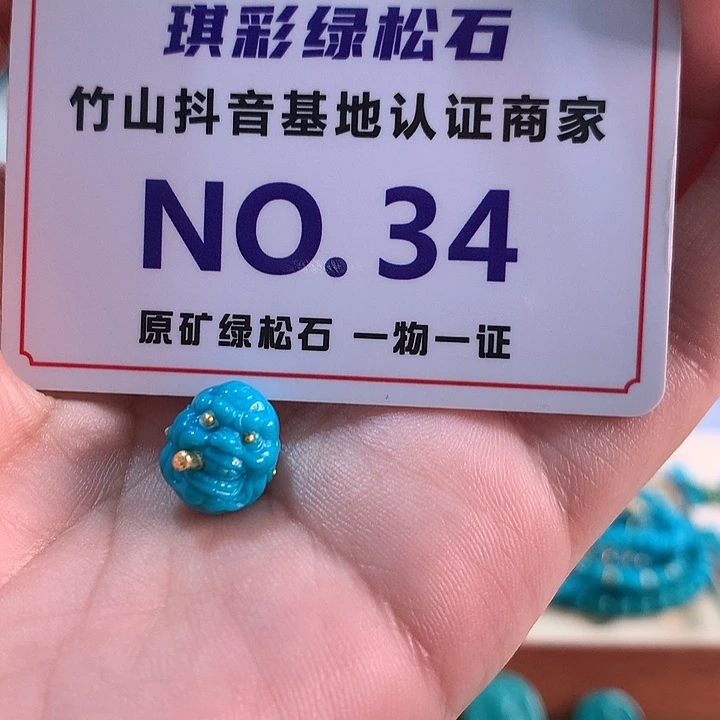 琪彩绿松石
竹山抖音基地认证商家
NO.34
原矿绿松石 一物一证